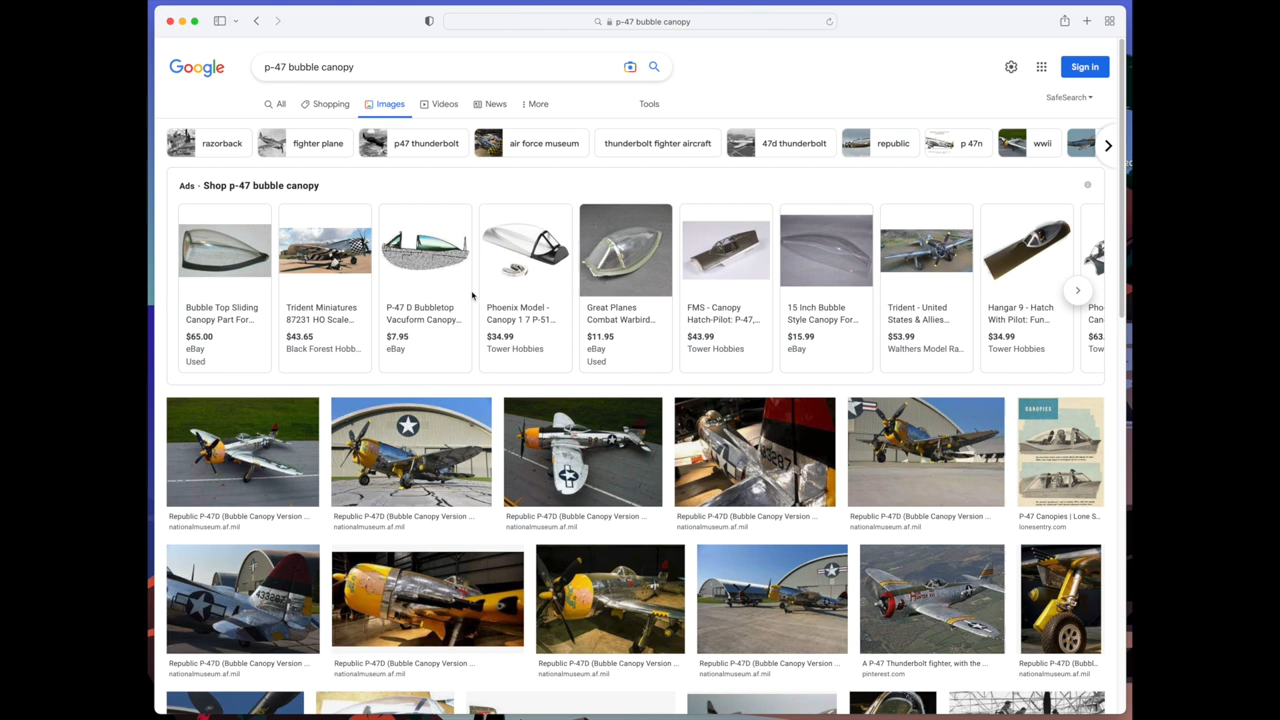 p-47 bubble canopy
Google
p-47 bubble canopy
Sign in
All
Shopping
Images
Videos
News
More
Tools
SafeSearch
razorback
fighter plane
p47 thunderbolt
air force museum
thunderbolt fighter aircraft
47d thunderbolt
republic
p 47n
wwii
Ads · Shop p-47 bubble canopy
Bubble Top Sliding
Canopy Part For...
$65.00
eBay
Used
Trident Miniatures
87231 HO Scale...
$43.65
Black Forest Hobb...
P-47 D Bubbletop
Vacuform Canopy...
$7.95
eBay
Phoenix Model -
Canopy 1 7 P-51...
$34.99
Tower Hobbies
Great Planes
Combat Warbird...
$11.95
eBay
Used
FMS - Canopy
Hatch-Pilot: P-47,...
$43.99
Tower Hobbies
15 Inch Bubble
Style Canopy For...
$15.99
eBay
Trident - United
States & Allies...
$53.99
Walthers Model Ra...
Hangar 9 - Hatch
With Pilot: Fun...
$34.99
Tower Hobbies
Pho
Can
$63.
Tow
CANOPIES
Republic P-47D (Bubble Canopy Version ...
nationalmuseum.af.mil
Republic P-47D (Bubble Canopy Version ...
nationalmuseum.af.mil
Republic P-47D (Bubble Canopy Version ...
nationalmuseum.af.mil
Republic P-47D (Bubble Canopy Version ...
nationalmuseum.af.mil
Republic P-47D (Bubble Canopy Version ...
nationalmuseum.af.mil
P-47 Canopies | Lone S...
lonesentry.com
433287
Republic P-47D (Bubble Canopy Version ...
nationalmuseum.af.mil
Republic P-47D (Bubble Canopy Version ...
nationalmuseum.af.mil
Republic P-47D (Bubble Canopy Version ...
nationalmuseum.af.mil
Republic P-47D (Bubble Canopy Version ...
nationalmuseum.af.mil
A P-47 Thunderbolt fighter, with the ...
pinterest.com
Republic P-47D (Bubbl...
nationalmuseum.af.mil